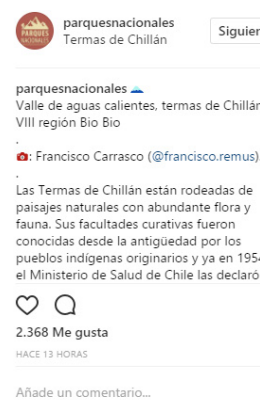 PARQUES
NACIONALES
parquesnacionales
Termas de Chillán
Seguir
parquesnacionales
Valle de aguas calientes, termas de Chillán
VIII región Bio Bio
.
: Francisco Carrasco (@francisco.remus)
.
Las Termas de Chillán están rodeadas de
paisajes naturales con abundante flora y
fauna. Sus facultades curativas fueron
conocidas desde la antigüedad por los
pueblos indígenas originarios y ya en 1954
el Ministerio de Salud de Chile las declaró
2.368 Me gusta
HACE 13 HORAS
Añade un comentario...